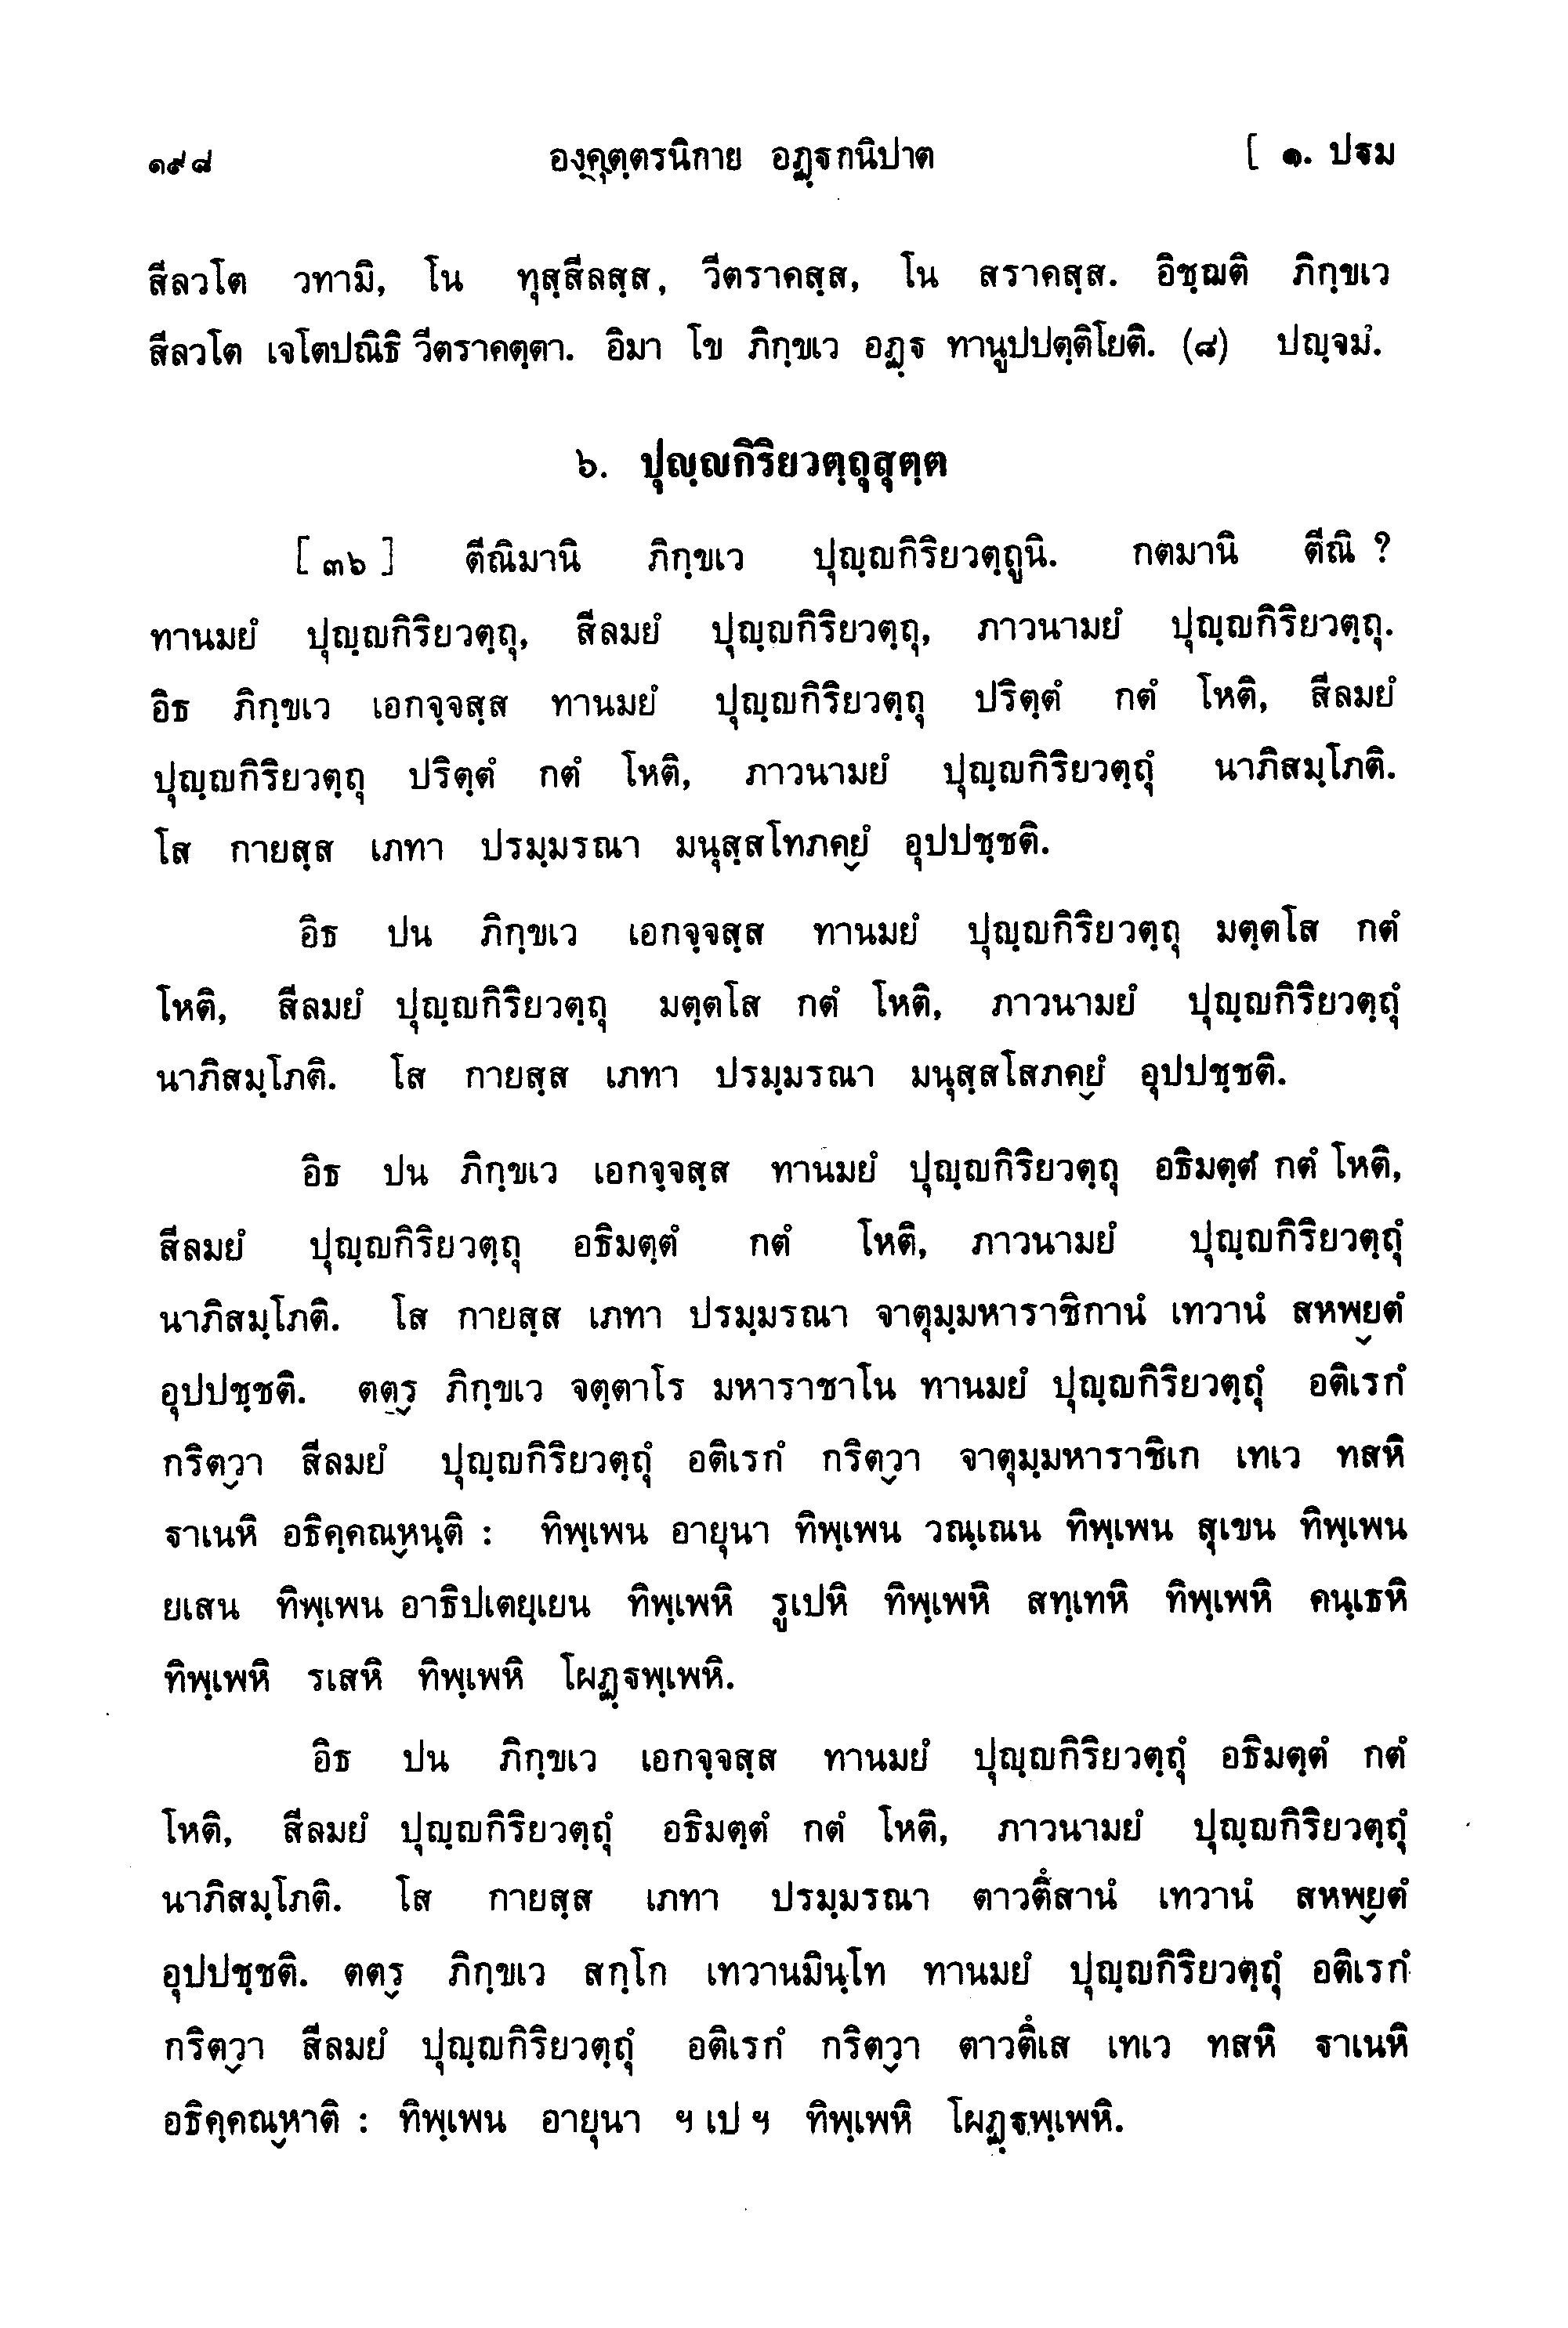 ๑๙๘ องฺคุตฺตรนิกาย อฏฺฐกนิปาต [ ๑. ปฐม
สีลวโต วทามิ, โน ทุสฺสีลสฺส, วีตราคสฺส, โน สราคสฺส. อิชฺฌติ ภิกฺขเว
สีลวโต เจโตปณิธิ วีตราคตฺตา. อิมา โข ภิกฺขเว อฏฺฐ ทานูปปตฺติโยติ. (๘) ปญฺจมํ.
๖. ปุญฺญกิริยวตฺถุสุตฺต
[ ๓๖ ] ตีณิมานิ ภิกฺขเว ปุญฺญกิริยวตฺถูนิ. กตมานิ ตีณิ ?
ทานมยํ ปุญฺญกิริยวตฺถุ, สีลมยํ ปุญฺญกิริยวตฺถุ, ภาวนามยํ ปุญฺญกิริยวตฺถุ.
อิธ ภิกฺขเว เอกจฺจสฺส ทานมยํ ปุญฺญกิริยวตฺถุ ปริตฺตํ กตํ โหติ, สีลมยํ
ปุญฺญกิริยวตฺถุ ปริตฺตํ กตํ โหติ, ภาวนามยํ ปุญฺญกิริยวตฺถุํ นาภิสมฺโภติ.
โส กายสฺส เภทา ปรมฺมรณา มนุสฺสโทภคฺยํ อุปปชฺชติ.
อิธ ปน ภิกฺขเว เอกจฺจสฺส ทานมยํ ปุญฺญกิริยวตฺถุ มตฺตโส กตํ
โหติ, สีลมยํ ปุญฺญกิริยวตฺถุ มตฺตโส กตํ โหติ, ภาวนามยํ ปุญฺญกิริยวตฺถุํ
นาภิสมฺโภติ. โส กายสฺส เภทา ปรมฺมรณา มนุสฺสโสภคฺยํ อุปปชฺชติ.
อิธ ปน ภิกฺขเว เอกจฺจสฺส ทานมยํ ปุญฺญกิริยวตฺถุ อธิมตฺตํ กตํ โหติ,
สีลมยํ ปุญฺญกิริยวตฺถุ อธิมตฺตํ กตํ โหติ, ภาวนามยํ ปุญฺญกิริยวตฺถุํ
นาภิสมฺโภติ. โส กายสฺส เภทา ปรมฺมรณา จาตุมฺมหาราชิกานํ เทวานํ สหพฺยตํ
อุปปชฺชติ. ตตฺร ภิกฺขเว จตฺตาโร มหาราชาโน ทานมยํ ปุญฺญกิริยวตฺถุํ อติเรกํ
กริตฺวา สีลมยํ ปุญฺญกิริยวตฺถุํ อติเรกํ กริตฺวา จาตุมฺมหาราชิเก เทเว ทสหิ
ฐาเนหิ อธิคฺคณฺหนฺติ : ทิพฺเพน อายุนา ทิพฺเพน วณฺเณน ทิพฺเพน สุเขน ทิพฺเพน
ยเสน ทิพฺเพน อาธิปเตยฺเยน ทิพฺเพหิ รูเปหิ ทิพฺเพหิ สทฺเทหิ ทิพฺเพหิ คนฺเธหิ
ทิพฺเพหิ รเสหิ ทิพฺเพหิ โผฏฺฐพฺเพหิ.
อิธ ปน ภิกฺขเว เอกจฺจสฺส ทานมยํ ปุญฺญกิริยวตฺถุํ อธิมตฺตํ กตํ
โหติ, สีลมยํ ปุญฺญกิริยวตฺถุํ อธิมตฺตํ กตํ โหติ, ภาวนามยํ ปุญฺญกิริยวตฺถุํ
นาภิสมฺโภติ. โส กายสฺส เภทา ปรมฺมรณา ตาวตึสานํ เทวานํ สหพฺยตํ
อุปปชฺชติ. ตตฺร ภิกฺขเว สกฺโก เทวานมินฺโท ทานมยํ ปุญฺญกิริยวตฺถุํ อติเรกํ
กริตฺวา สีลมยํ ปุญฺญกิริยวตฺถุํ อติเรกํ กริตฺวา ตาวตึเส เทเว ทสหิ ฐาเนหิ
อธิคฺคณฺหาติ : ทิพฺเพน อายุนา ฯ เป ฯ ทิพฺเพหิ โผฏฺฐพฺเพหิ.